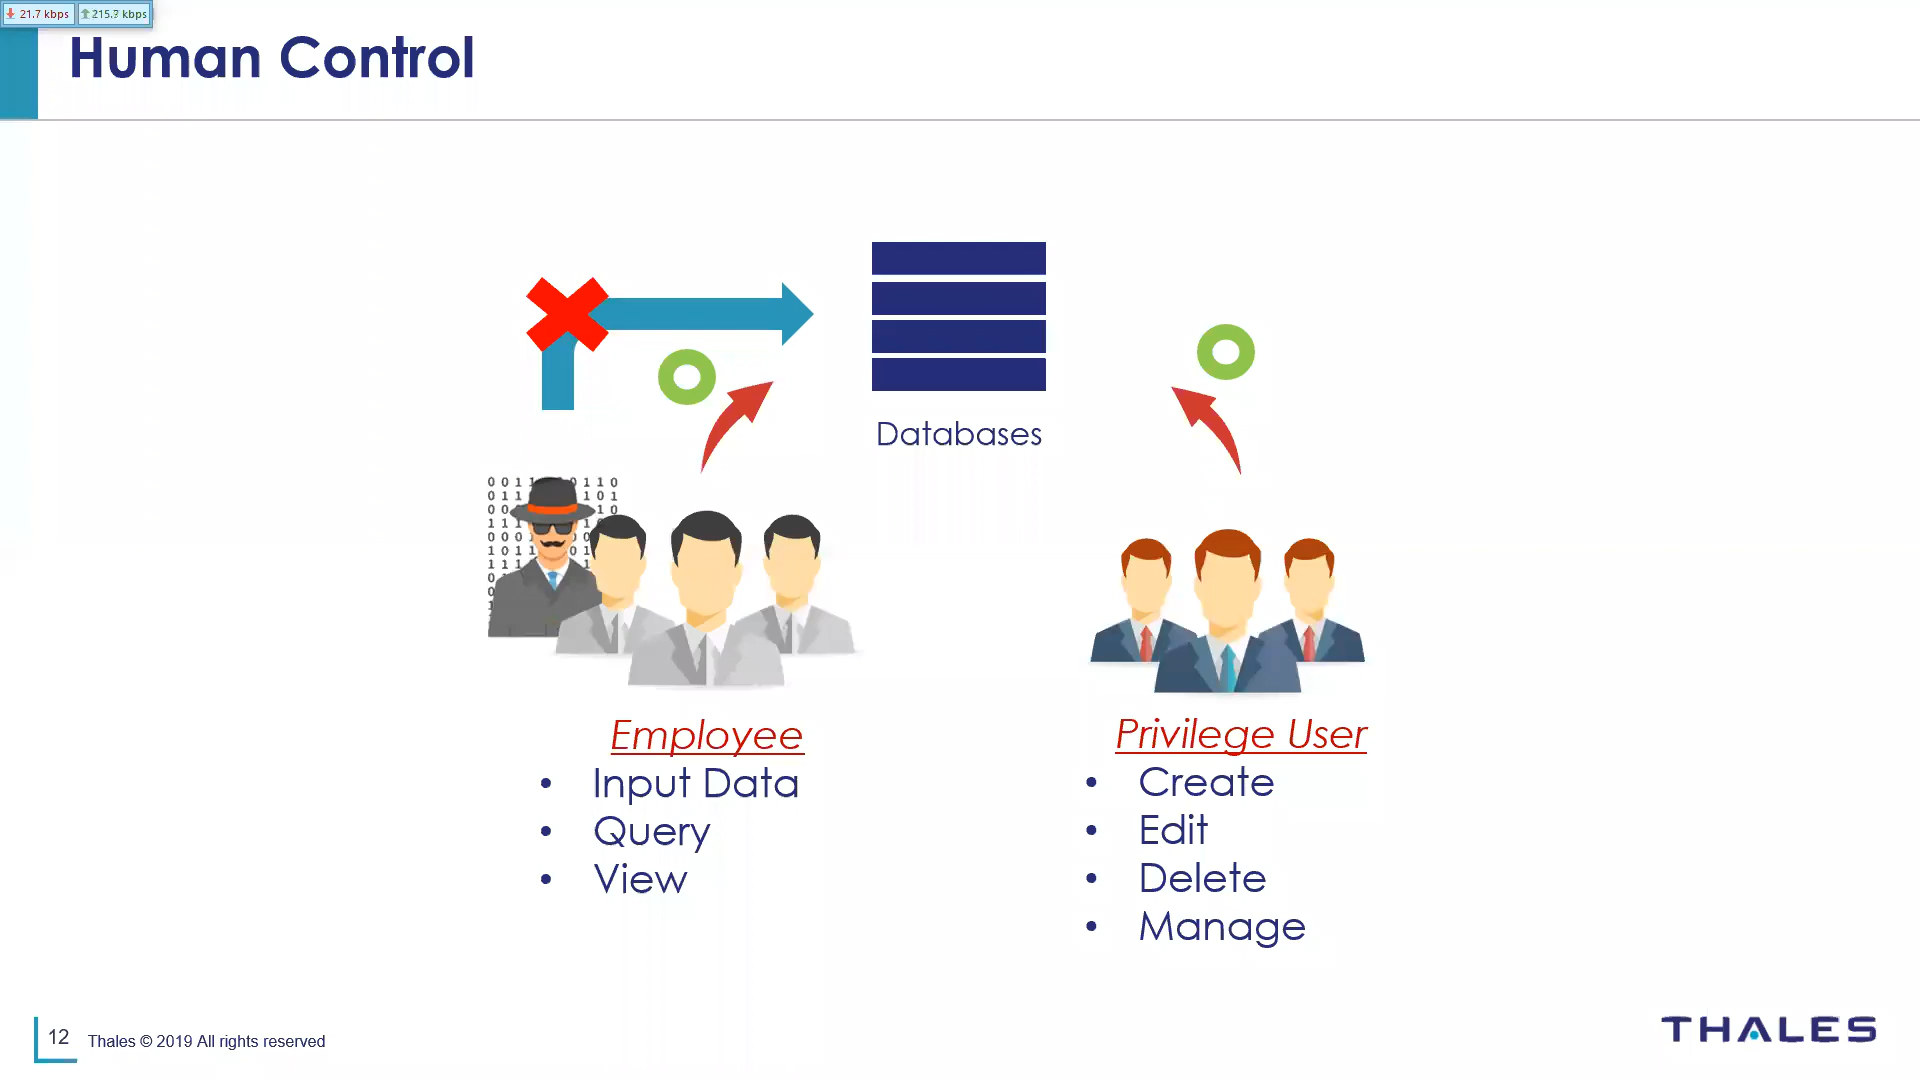 21.7 kbps 215.? kbps
Human Control
Databases
Employee
• Input Data
• Query
• View
Privilege User
• Create
• Edit
• Delete
• Manage
12 Thales © 2019 All rights reserved
THALES